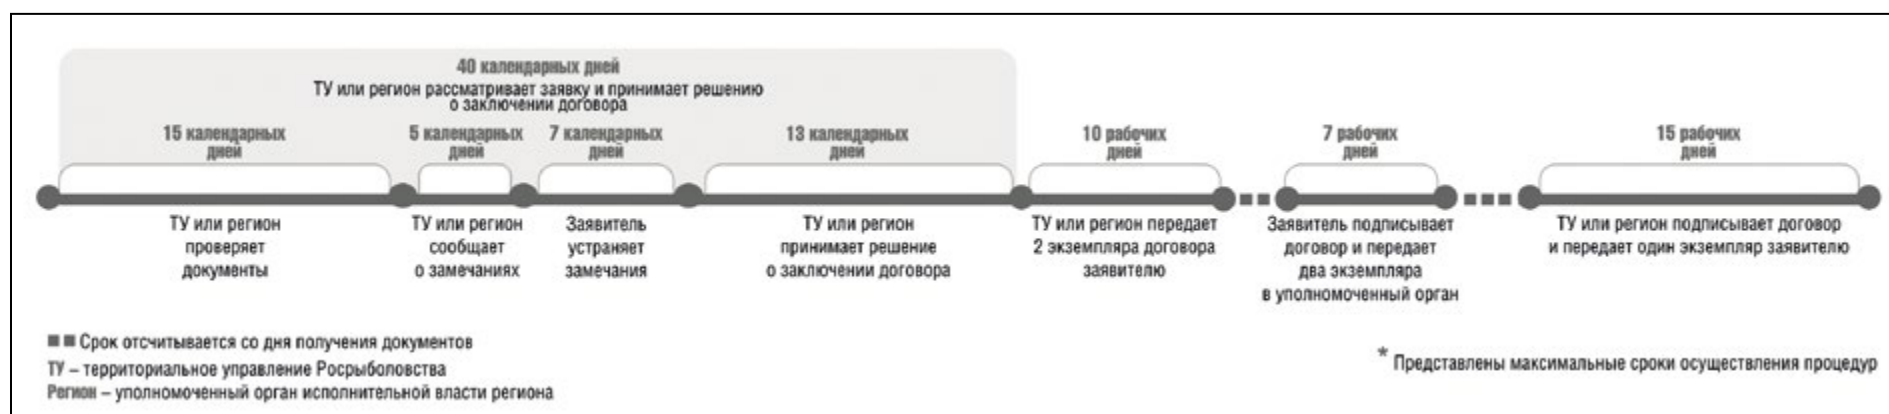 40 календарных дней
ТУ или регион рассматривает заявку и принимает решению
о заключении договора
15 календарных
дней
5 календарных
дней
7 календарных
дней
13 календарных
дней
10 рабочих
дней
7 рабочих
дней
15 рабочих
дней
ТУ или регион
проверяет
документы
ТУ или регион
сообщает
о замечаниях
Заявитель
устраняет
замечания
ТУ или регион
принимает решение
о заключении договора
ТУ или регион передает
2 экземпляра договора
заявителю
Заявитель подписывает
договор и передает
два экземпляра
в уполномоченный орган
ТУ или регион подписывает договор
и передает один экземпляр заявителю
Срок отсчитывается со дня получения документов
ТУ – территориальное управление Росрыболовства
Регион – уполномоченный орган исполнительной власти региона
* Представлены максимальные сроки осуществления процедур